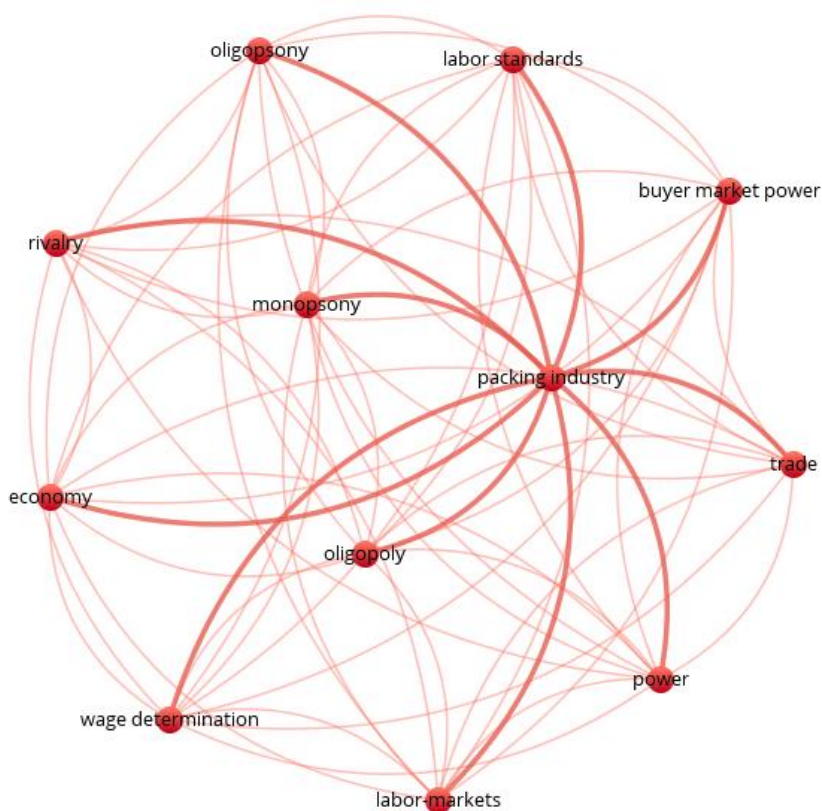 oligopsony
labor standards
buyer market power
rivalry
monopsony
packing industry
trade
economy
oligopoly
power
wage determination
labor-markets